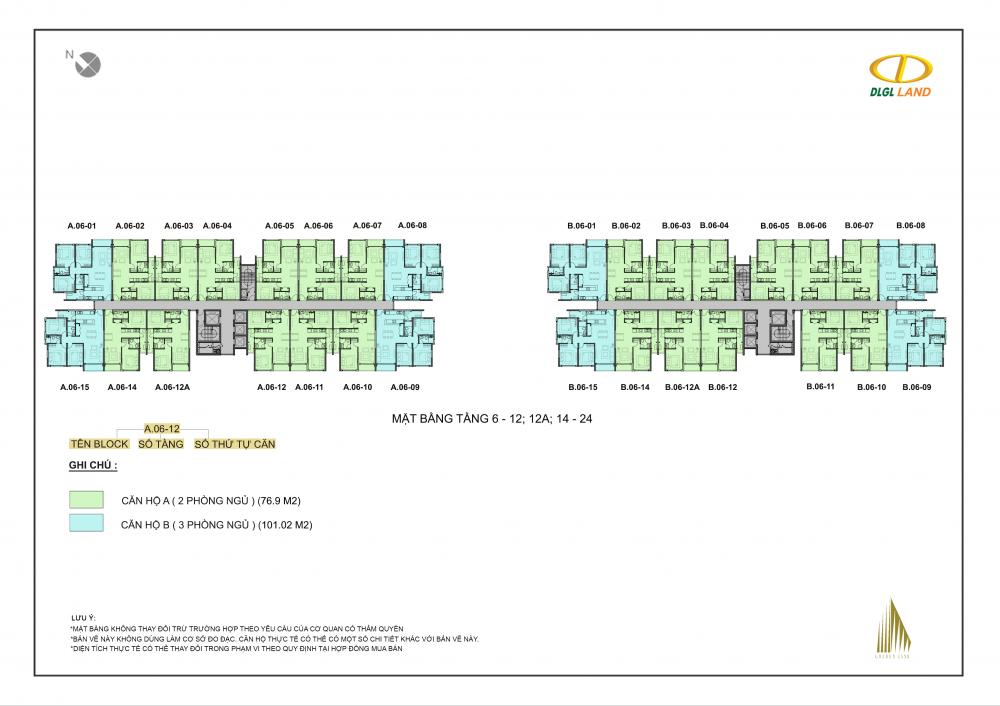 N
DLGL LAND
A.06-01 A.06-02 A.06-03 A.06-04 A.06-05 A.06-06 A.06-07 A.06-08
B.06-01 B.06-02 B.06-03 B.06-04 B.06-05 B.06-06 B.06-07 B.06-08
A.06-15 A.06-14 A.06-12A A.06-12 A.06-11 A.06-10 A.06-09
B.06-15 B.06-14 B.06-12A B.06-12 B.06-11 B.06-10 B.06-09
MẶT BẰNG TẦNG 6 - 12; 12A; 14 - 24
A.06-12
TÊN BLOCK SỐ TẦNG SỐ THỨ TỰ CĂN
GHI CHÚ :
CĂN HỘ A ( 2 PHÒNG NGỦ ) (76.9 M2)
CĂN HỘ B ( 3 PHÒNG NGỦ ) (101.02 M2)
LƯU Ý:
*MẶT BẰNG KHÔNG THAY ĐỔI TRỪ TRƯỜNG HỢP THEO YÊU CẦU CỦA CƠ QUAN CÓ THẨM QUYỀN
*BẢN VẼ NÀY KHÔNG DÙNG LÀM CƠ SỞ ĐO ĐẠC. CĂN HỘ THỰC TẾ CÓ THỂ CÓ MỘT SỐ CHI TIẾT KHÁC VỚI BẢN VẼ NÀY.
*DIỆN TÍCH THỰC TẾ CÓ THỂ THAY ĐỔI TRONG PHẠM VI THEO QUY ĐỊNH TẠI HỢP ĐỒNG MUA BÁN
GOLDEN LAND